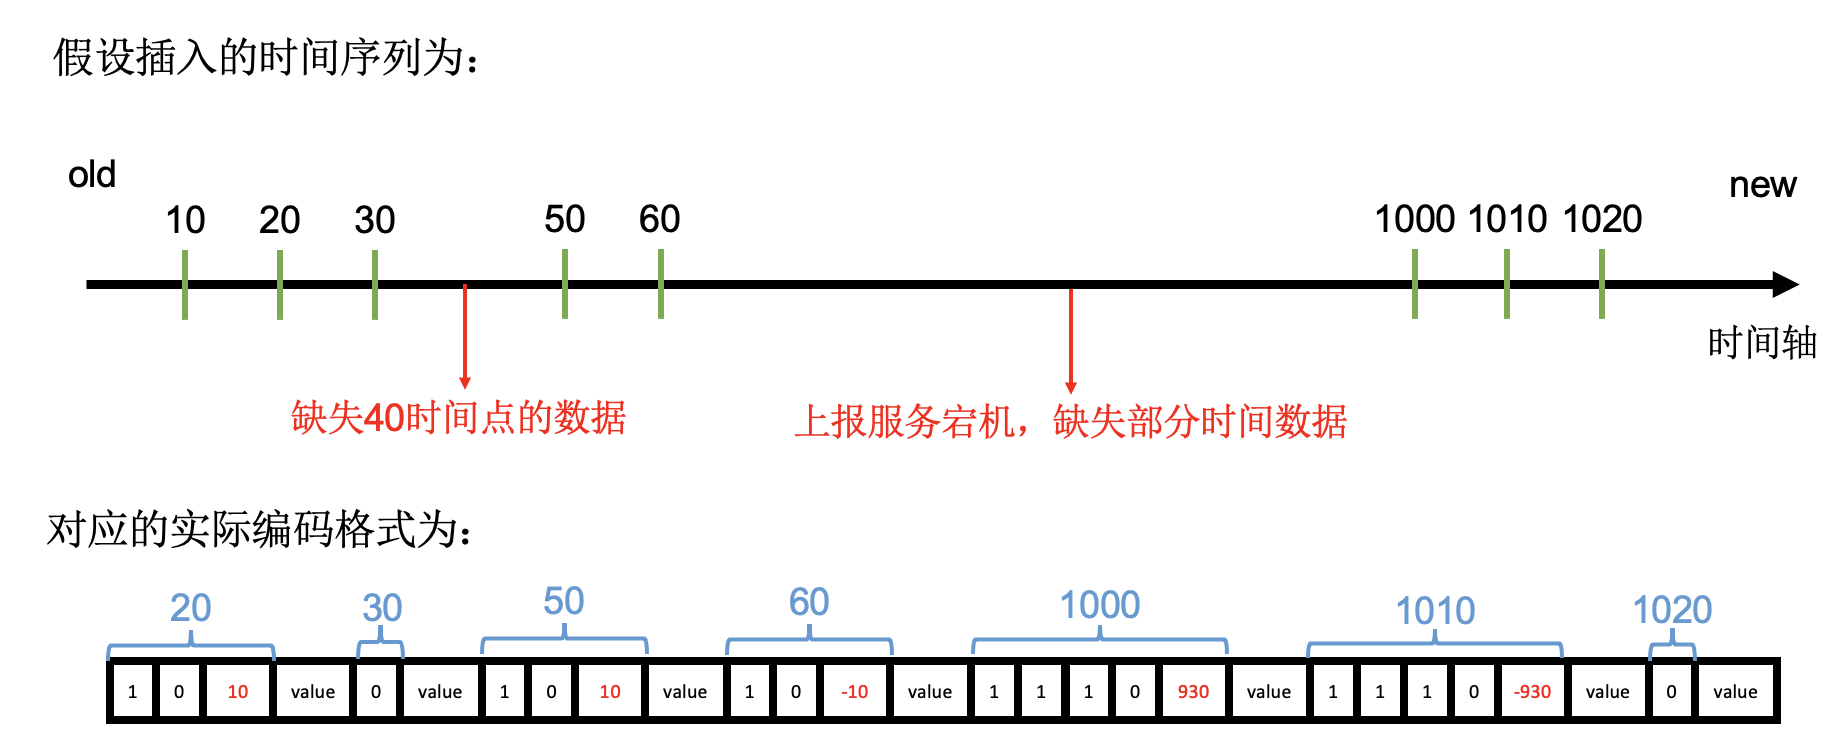 假设插入的时间序列为：
old
new
10 20 30 50 60 1000 1010 1020
时间轴
缺失40时间点的数据
上报服务宕机，缺失部分时间数据
对应的实际编码格式为：
20 30 50 60 1000 1010 1020
1 0 10 value 0 value 1 0 10 value 1 0 -10 value 1 1 1 0 930 value 1 1 1 0 -930 value 0 value